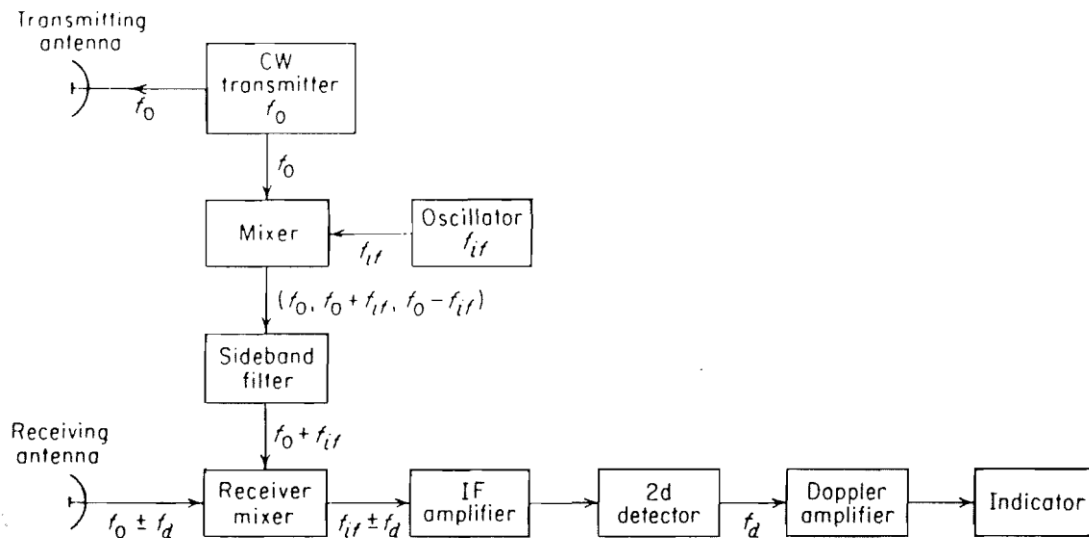 Transmitting
antenna
CW
transmitter
f0
f0
f0
Mixer
Oscillator
fif
fif
(f0, f0 + fif, f0 − fif)
Sideband
filter
f0 + fif
Receiving
antenna
Receiver
mixer
IF
amplifier
2d
detector
Doppler
amplifier
Indicator
f0 ± fd
fif ± fd
fd